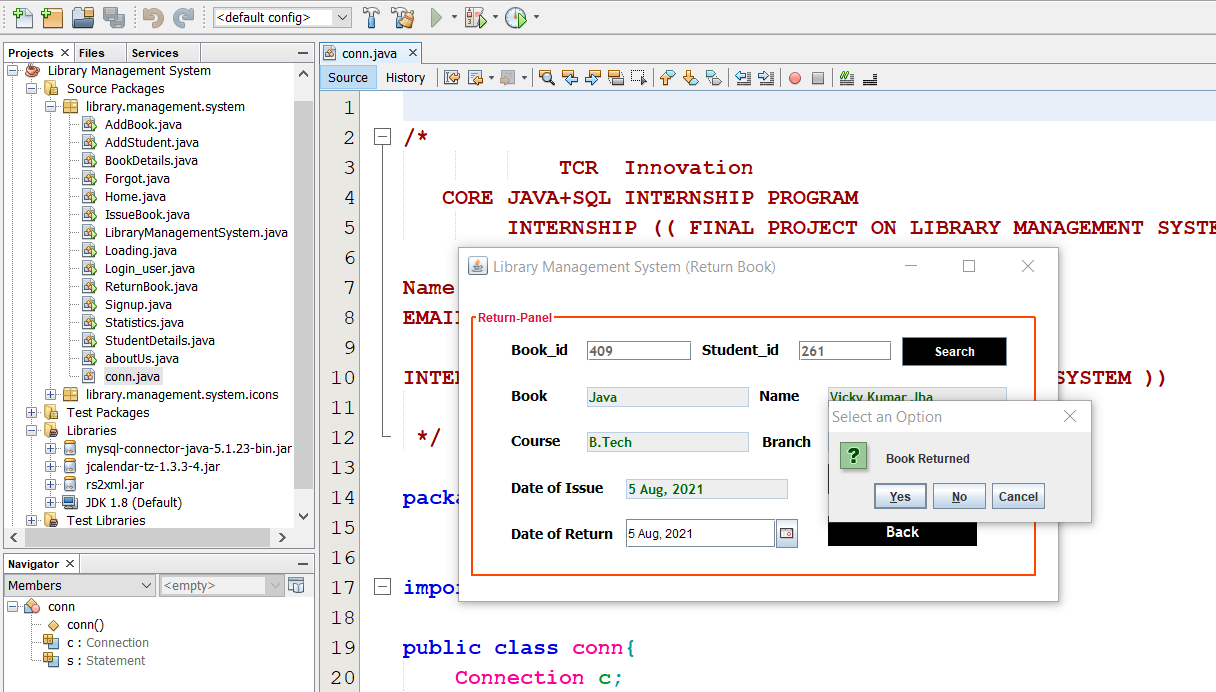 <default config>
Projects Files Services
conn.java
Library Management System
Source Packages
library.management.system
AddBook.java
AddStudent.java
BookDetails.java
Forgot.java
Home.java
IssueBook.java
LibraryManagementSystem.java
Loading.java
Login_user.java
ReturnBook.java
Signup.java
Statistics.java
StudentDetails.java
aboutUs.java
conn.java
library.management.system.icons
Test Packages
Libraries
mysql-connector-java-5.1.23-bin.jar
jcalendar-tz-1.3.3-4.jar
rs2xml.jar
JDK 1.8 (Default)
Test Libraries
Navigator
Members <empty>
conn
conn()
c : Connection
s : Statement
Source History
1
2 /*
3 TCR Innovation
4 CORE JAVA+SQL INTERNSHIP PROGRAM
5 INTERNSHIP (( FINAL PROJECT ON LIBRARY MANAGEMENT SYSTE
6
7 Name
8 EMAI
9
10 INTE SYSTEM ))
11
12 */
13
14 packa
15
16
17 impo
18
19 public class conn{
20 Connection c;
Library Management System (Return Book)
Return-Panel
Book_id 409 Student_id 261 Search
Book Java Name Vicky Kumar Jha
Course B.Tech Branch
Date of Issue 5 Aug, 2021
Date of Return 5 Aug, 2021
Back
Select an Option
Book Returned
Yes No Cancel